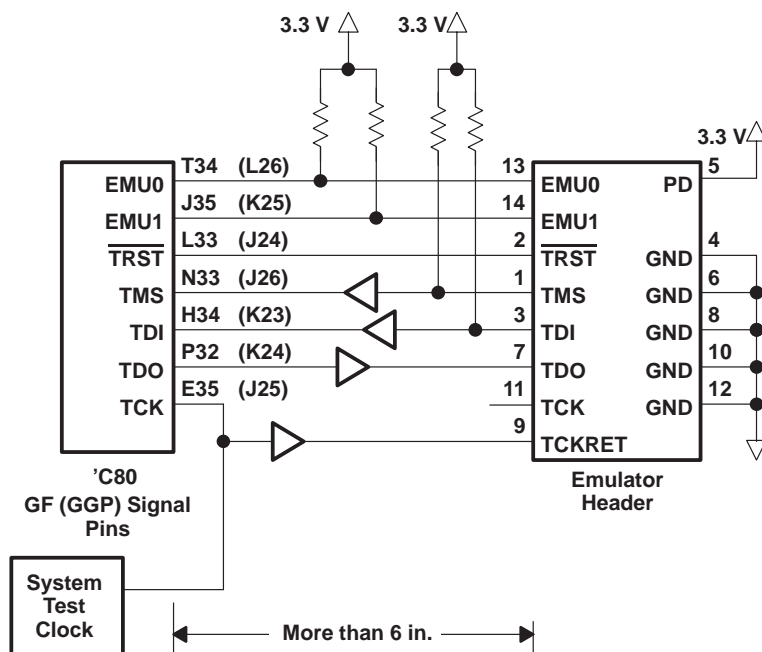 3.3 V 3.3 V
3.3 V
T34 (L26) 13 5
EMU0 EMU0 PD
J35 (K25) 14
EMU1 EMU1
L33 (J24) 2 4
TRST TRST GND
N33 (J26) 1 6
TMS TMS GND
H34 (K23) 3 8
TDI TDI GND
P32 (K24) 7 10
TDO TDO GND
E35 (J25) 11 12
TCK TCK GND
9
TCKRET
'C80
GF (GGP) Signal
Pins
Emulator
Header
System
Test
Clock
More than 6 in.